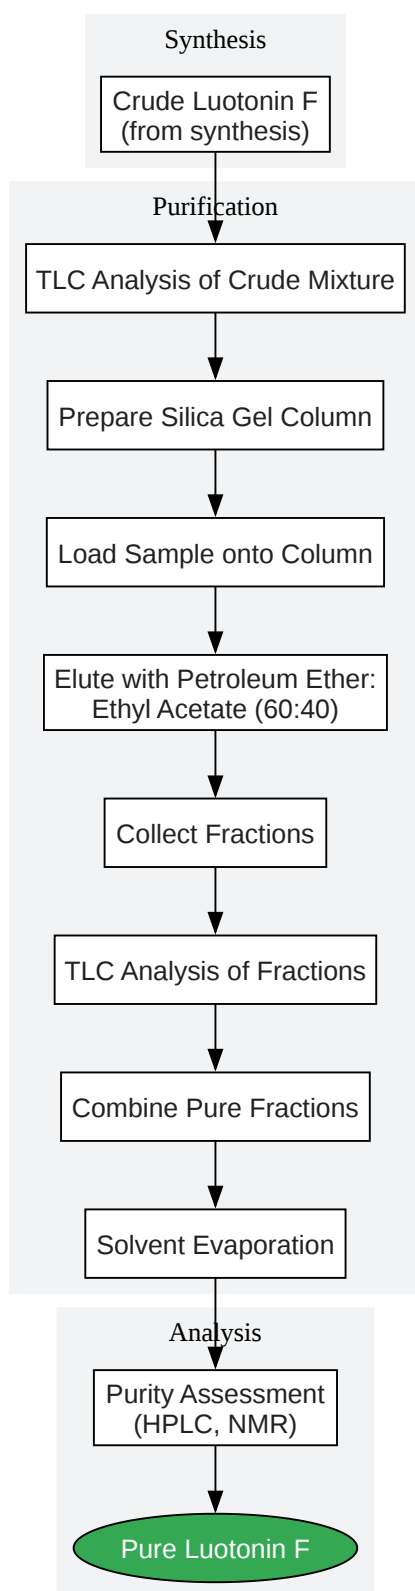 Synthesis
Crude Luotonin F
(from synthesis)
Purification
TLC Analysis of Crude Mixture
Prepare Silica Gel Column
Load Sample onto Column
Elute with Petroleum Ether:
Ethyl Acetate (60:40)
Collect Fractions
TLC Analysis of Fractions
Combine Pure Fractions
Solvent Evaporation
Analysis
Purity Assessment
(HPLC, NMR)
Pure Luotonin F